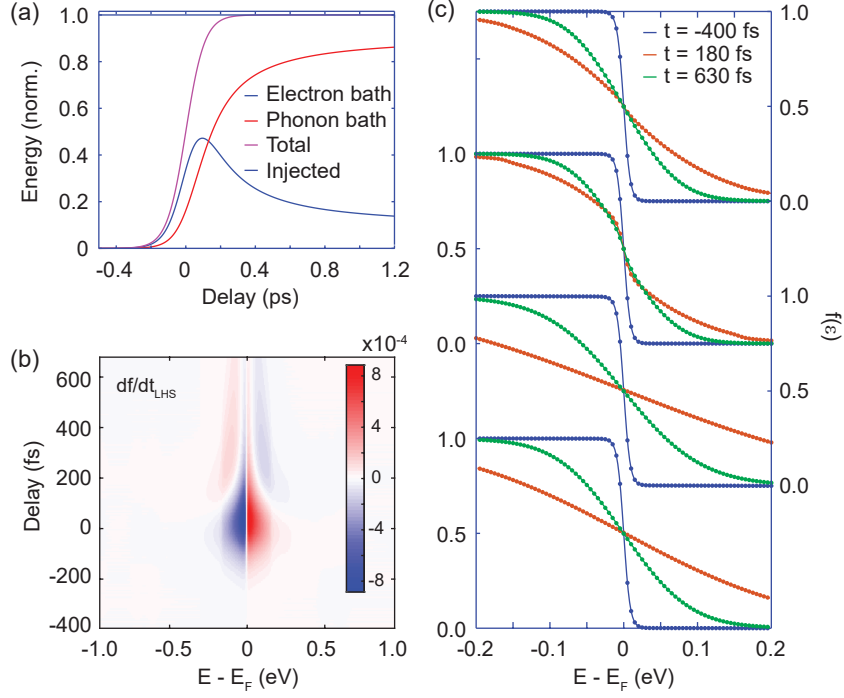 (a)
Energy (norm.)
1.0
0.8
0.6
0.4
0.2
0
Electron bath
Phonon bath
Total
Injected
-0.4
0
0.4
0.8
1.2
Delay (ps)
(b)
x10-4
df/dtLHS
8
4
0
-4
-8
Delay (fs)
600
400
200
0
-200
-400
-1.0
-0.5
0
0.5
1.0
E - EF (eV)
(c)
t = -400 fs
t = 180 fs
t = 630 fs
1.0
0.5
0.0
1.0
0.5
0.0
1.0
0.5
0.0
1.0
0.5
0.0
f(ε)
-0.2
-0.1
0
0.1
0.2
E - EF (eV)